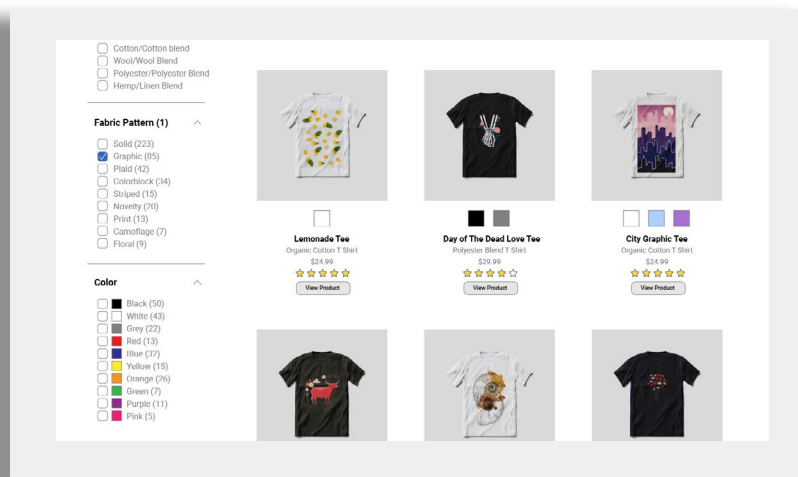 Cotton/Cotton blend
Wool/Wool Blend
Polyester/Polyester Blend
Hemp/Linen Blend
Fabric Pattern (1)
Solid (223)
Graphic (85)
Plaid (42)
Colorblock (34)
Striped (15)
Novelty (20)
Print (13)
Camoflage (7)
Floral (9)
Color
Black (50)
White (43)
Grey (22)
Red (13)
Blue (32)
Yellow (15)
Orange (26)
Green (7)
Purple (11)
Pink (5)
Lemonade Tee
Organic Cotton T Shirt
$24.99
View Product
Day of The Dead Love Tee
Polyester Blend T Shirt
$29.99
View Product
City Graphic Tee
Organic Cotton T Shirt
$24.99
View Product